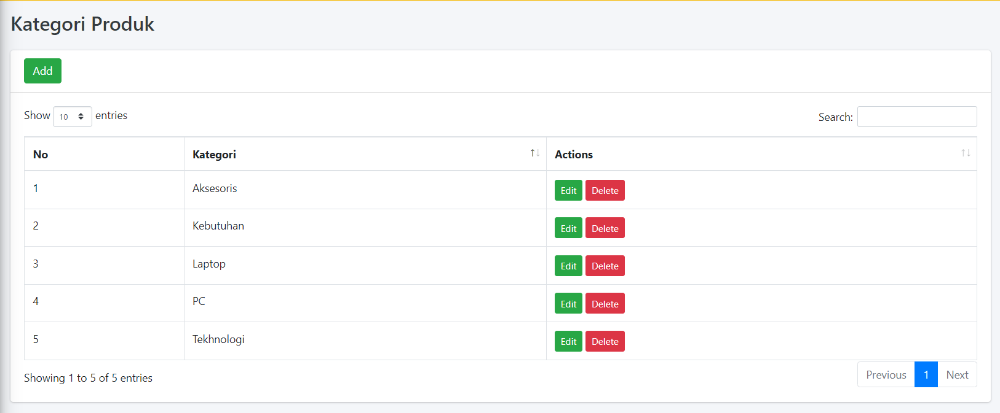 Kategori Produk
Add
Show 10 entries
Search:
No Kategori Actions
1 Aksesoris Edit Delete
2 Kebutuhan Edit Delete
3 Laptop Edit Delete
4 PC Edit Delete
5 Tekhnologi Edit Delete
Showing 1 to 5 of 5 entries
Previous 1 Next